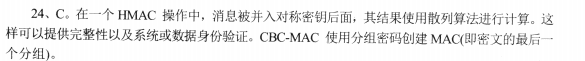 24、C。在一个 HMAC 操作中，消息被并入对称密钥后面，其结果使用散列算法进行计算。这
样可以提供完整性以及系统或数据身份验证。CBC-MAC 使用分组密码创建 MAC(即密文的最后一
个分组)。